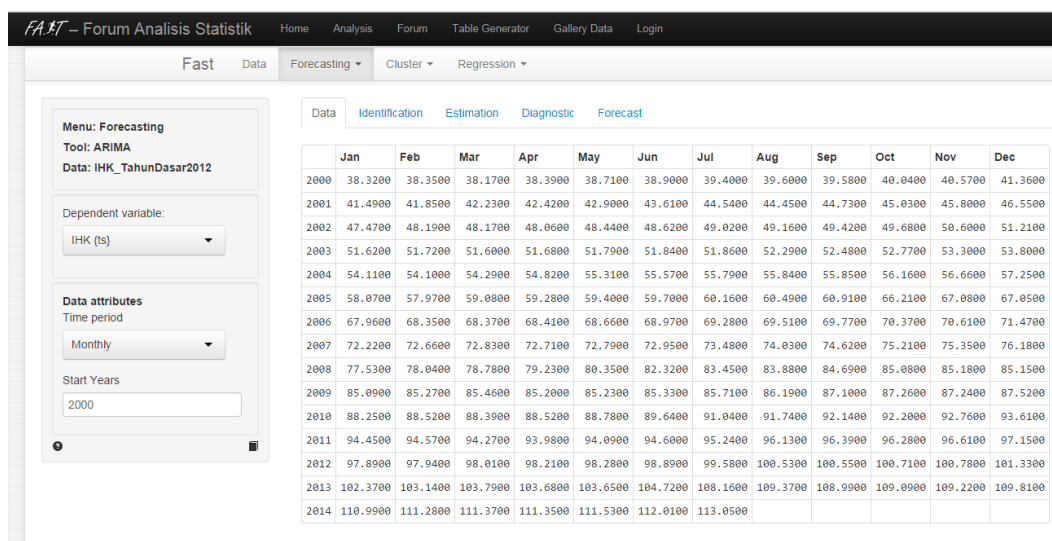 FAST – Forum Analisis Statistik Home Analysis Forum Table Generator Gallery Data Login
Fast Data Forecasting Cluster Regression
Menu: Forecasting
Tool: ARIMA
Data: IHK_TahunDasar2012
Dependent variable:
IHK {ts}
Data attributes
Time period
Monthly
Start Years
2000
Data Identification Estimation Diagnostic Forecast
Jan Feb Mar Apr May Jun Jul Aug Sep Oct Nov Dec
2000 38.3200 38.3500 38.1700 38.3900 38.7100 38.9000 39.4000 39.6000 39.5800 40.0400 40.5700 41.3600
2001 41.4900 41.8500 42.2300 42.4200 42.9000 43.6100 44.5400 44.4500 44.7300 45.0300 45.8000 46.5500
2002 47.4700 48.1900 48.1700 48.0600 48.4400 48.6200 49.0200 49.1600 49.4200 49.6800 50.6000 51.2100
2003 51.6200 51.7200 51.6000 51.6800 51.7900 51.8400 51.8600 52.2900 52.4800 52.7700 53.3000 53.8000
2004 54.1100 54.1000 54.2900 54.8200 55.3100 55.5700 55.7900 55.8400 55.8500 56.1600 56.6600 57.2500
2005 58.0700 57.9700 59.0800 59.2800 59.4000 59.7000 60.1600 60.4900 60.9100 66.2100 67.0800 67.0500
2006 67.9600 68.3500 68.3700 68.4100 68.6600 68.9700 69.2800 69.5100 69.7700 70.3700 70.6100 71.4700
2007 72.2200 72.6600 72.8300 72.7100 72.7900 72.9500 73.4800 74.0300 74.6200 75.2100 75.3500 76.1800
2008 77.5300 78.0400 78.7800 79.2300 80.3500 82.3200 83.4500 83.8800 84.6900 85.0800 85.1800 85.1500
2009 85.0900 85.2700 85.4600 85.2000 85.2300 85.3300 85.7100 86.1900 87.1000 87.2600 87.2400 87.5200
2010 88.2500 88.5200 88.3900 88.5200 88.7800 89.6400 91.0400 91.7400 92.1400 92.2000 92.7600 93.6100
2011 94.4500 94.5700 94.2700 93.9800 94.0900 94.6000 95.2400 96.1300 96.3900 96.2800 96.6100 97.1500
2012 97.8900 97.9400 98.0100 98.2100 98.2800 98.8900 99.5800 100.5300 100.5500 100.7100 100.7800 101.3300
2013 102.3700 103.1400 103.7900 103.6800 103.6500 104.7200 108.1600 109.3700 108.9900 109.0900 109.2200 109.8100
2014 110.9900 111.2800 111.3700 111.3500 111.5300 112.0100 113.0500